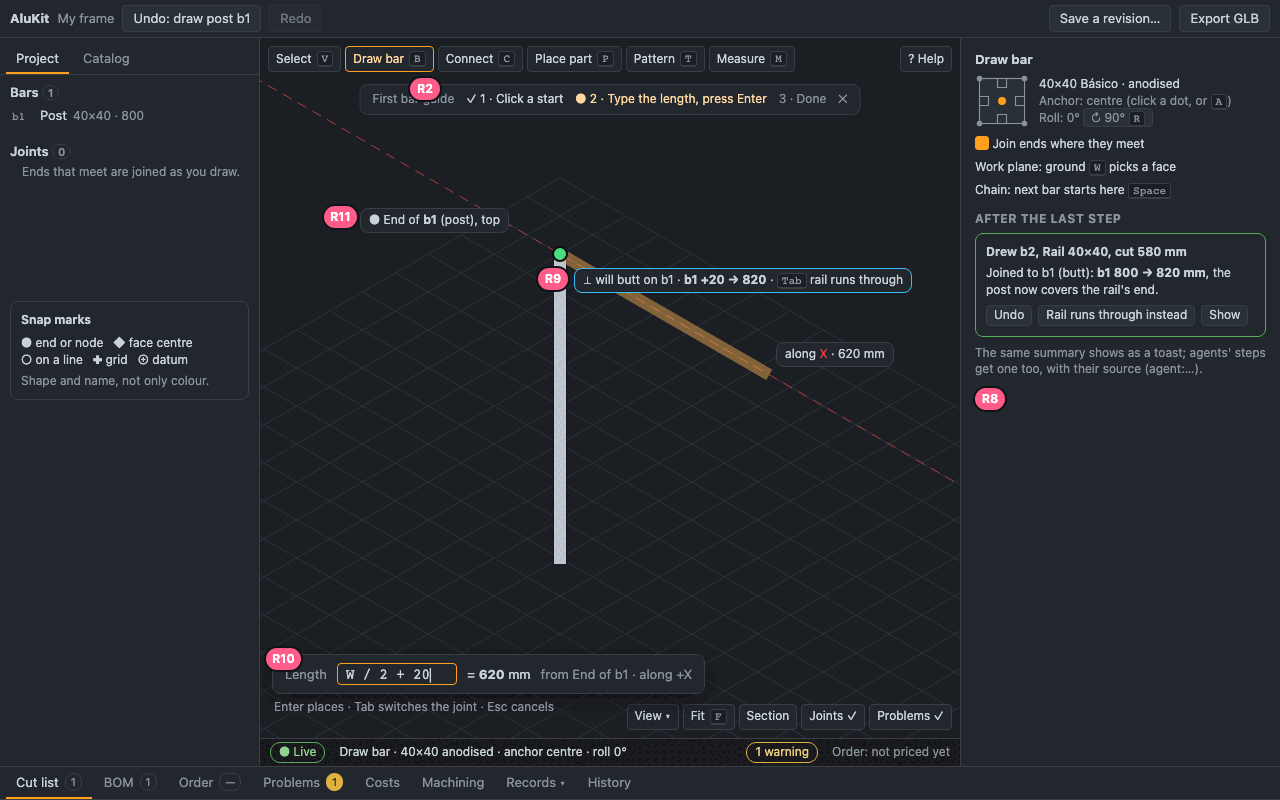 AluKit My frame Undo: draw post b1 Redo Save a revision... Export GLB
Project Catalog
Bars 1
b1 Post 40×40 · 800
Joints 0
Ends that meet are joined as you draw.
Snap marks
end or node face centre
on a line grid datum
Shape and name, not only colour.
Select V Draw bar B Connect C Place part P Pattern T Measure M ? Help
R2
First bar guide ✓ 1 · Click a start 2 · Type the length, press Enter 3 · Done ×
R11 End of b1 (post), top
R9 ⊥ will butt on b1 · b1 +20 → 820 · Tab rail runs through
along X · 620 mm
R10
Length W / 2 + 20 = 620 mm from End of b1 · along +X
Enter places · Tab switches the joint · Esc cancels
View ▾ Fit F Section Joints ✓ Problems ✓
Live Draw bar · 40×40 anodised · anchor centre · roll 0° 1 warning Order: not priced yet
Draw bar
40×40 Básico · anodised
Anchor: centre (click a dot, or A)
Roll: 0° ↻ 90° R
Join ends where they meet
Work plane: ground W picks a face
Chain: next bar starts here Space
AFTER THE LAST STEP
Drew b2, Rail 40×40, cut 580 mm
Joined to b1 (butt): b1 800 → 820 mm, the
post now covers the rail's end.
Undo Rail runs through instead Show
The same summary shows as a toast; agents' steps
get one too, with their source (agent:...).
R8
Cut list 1 BOM 1 Order — Problems 1 Costs Machining Records ▾ History